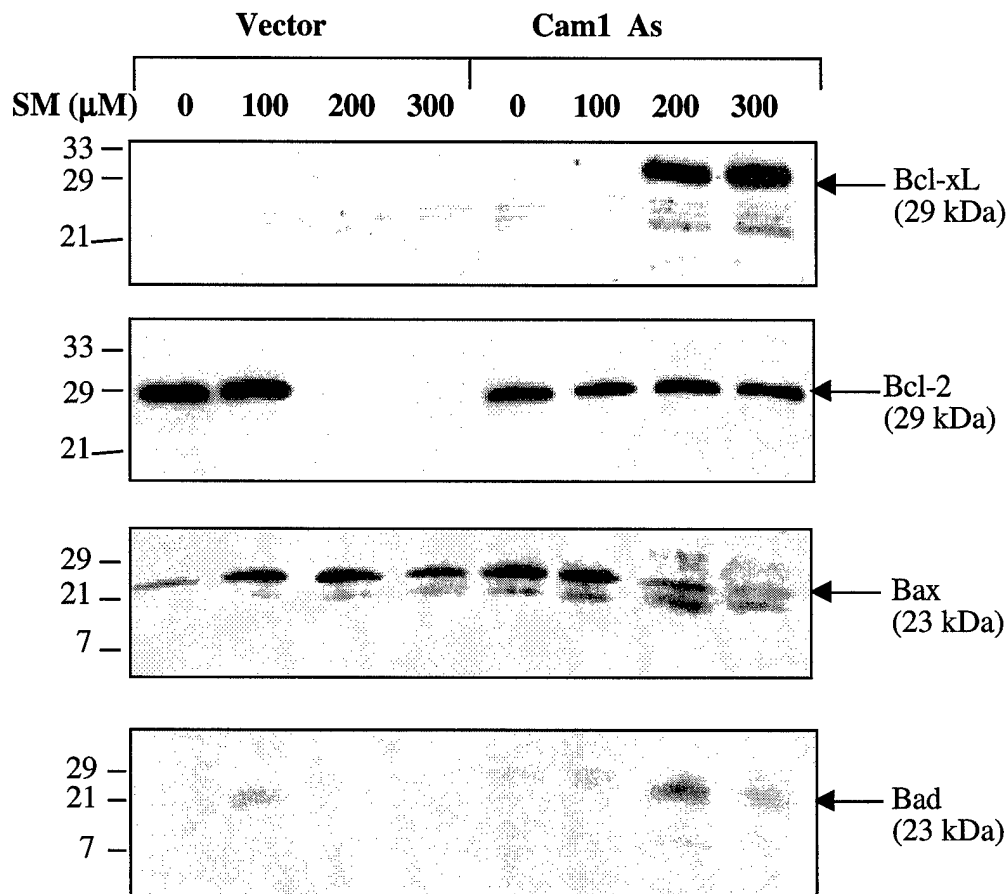 Vector Cam1 As
SM (µM) 0 100 200 300 0 100 200 300
33
29
21
Bcl-xL
(29 kDa)
33
29
21
Bcl-2
(29 kDa)
29
21
7
Bax
(23 kDa)
29
21
7
Bad
(23 kDa)